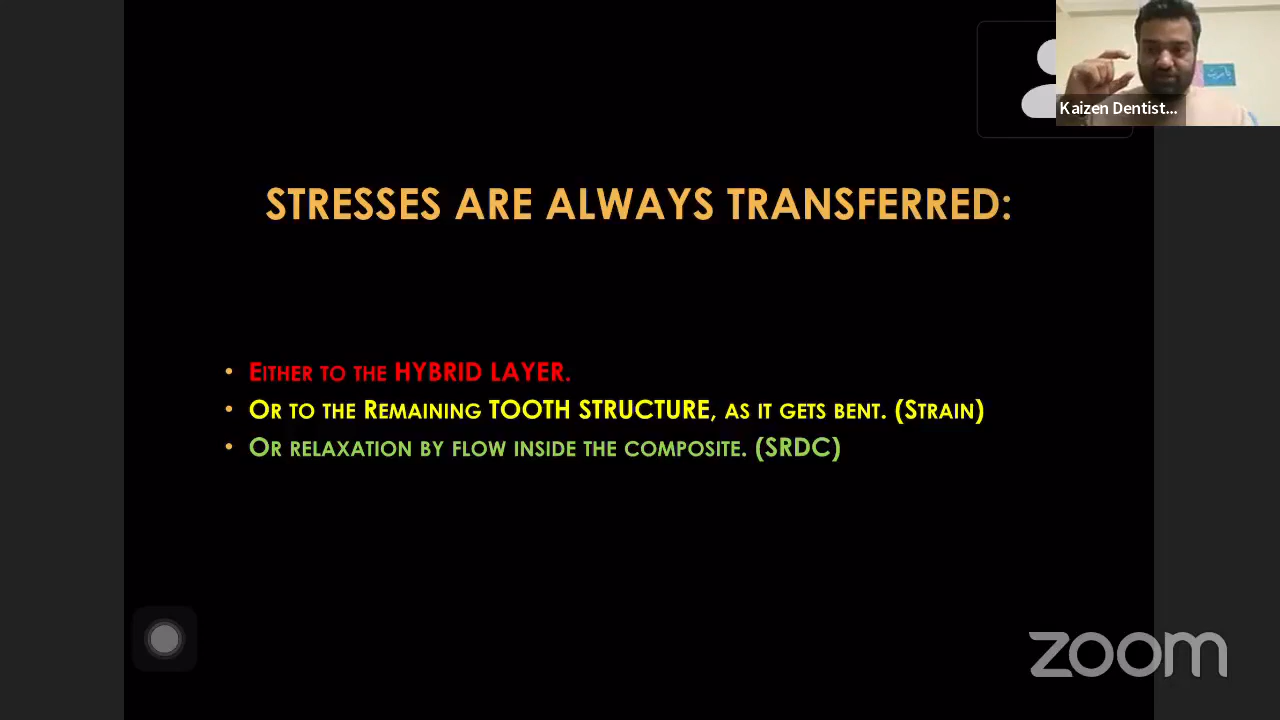 Kaizen Dentist...
STRESSES ARE ALWAYS TRANSFERRED:
• EITHER TO THE HYBRID LAYER.
• OR TO THE REMAINING TOOTH STRUCTURE, AS IT GETS BENT. (STRAIN)
• OR RELAXATION BY FLOW INSIDE THE COMPOSITE. (SRDC)
zoom